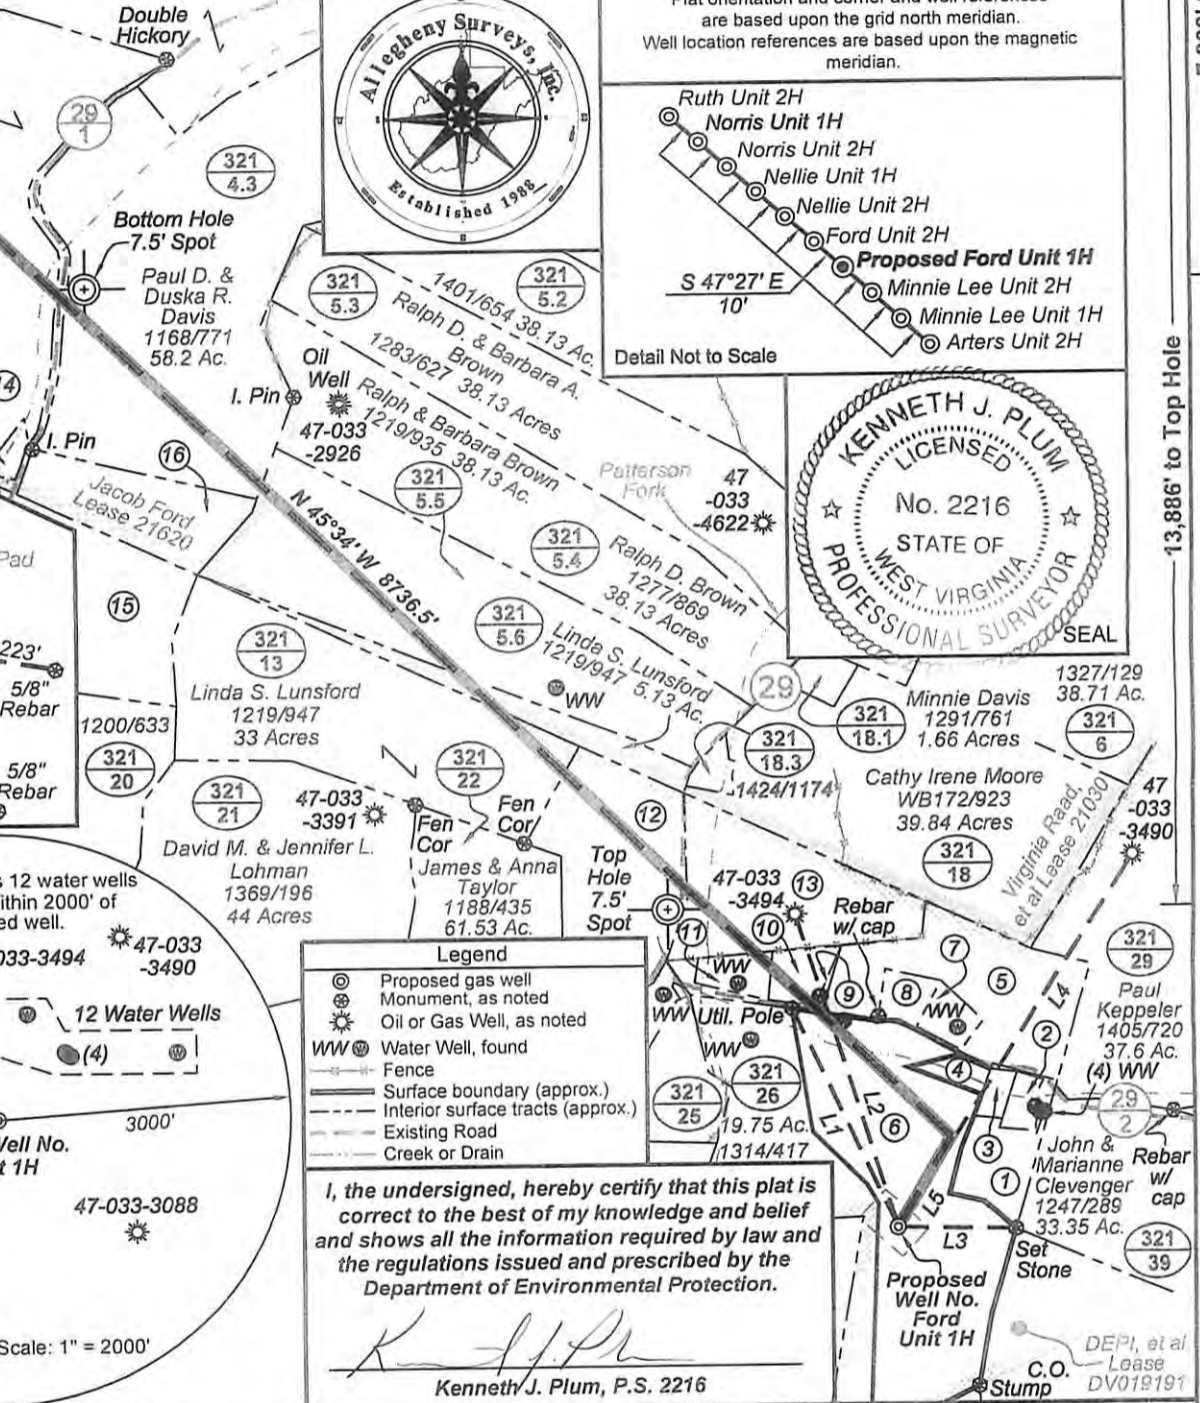 Plat orientation and corner and well references
are based upon the grid north meridian.
Well location references are based upon the magnetic
meridian.
Double
Hickory
29
1
321
4.3
Bottom Hole
7.5' Spot
Paul D. &
Duska R.
Davis
1168/771
58.2 Ac.
Allegheny Surveys, Inc.
Established 1988
Ruth Unit 2H
Norris Unit 1H
Norris Unit 2H
Nellie Unit 1H
Nellie Unit 2H
Ford Unit 2H
Proposed Ford Unit 1H
Minnie Lee Unit 2H
Minnie Lee Unit 1H
Arters Unit 2H
S 47°27' E
10'
Detail Not to Scale
13,886' to Top Hole
321
5.3
321
5.2
1401/654 38.13 Ac.
Ralph D. & Barbara A.
Brown
1283/627 38.13 Acres
Oil
Well
47-033
-2926
I. Pin
Ralph & Barbara Brown
1219/935 38.13 Ac.
321
5.5
Patterson
Fork
47
-033
-4622
KENNETH J. PLUM
LICENSED
No. 2216
STATE OF
WEST VIRGINIA
PROFESSIONAL SURVEYOR
SEAL
14
I. Pin
16
Jacob Ford
Lease 21620
N 45°34' W 8736.5'
321
5.4
Ralph D. Brown
1277/869
38.13 Acres
Pad
15
321
5.6
Linda S. Lunsford
1219/947 5.13 Ac.
WW
29
321
13
Linda S. Lunsford
1219/947
33 Acres
223'
5/8"
Rebar
5/8"
Rebar
1200/633
321
20
321
18.1
Minnie Davis
1291/761
1.66 Acres
1327/129
38.71 Ac.
321
6
321
18.3
1424/1174
Cathy Irene Moore
WB172/923
39.84 Acres
321
18
Virginia Raad,
et al Lease 21030
47
-033
-3490
321
21
47-033
-3391
David M. & Jennifer L.
Lohman
1369/196
44 Acres
321
22
Fen
Cor
Fen
Cor
James & Anna
Taylor
1188/435
61.53 Ac.
12
Top
Hole
7.5'
Spot
47-033
-3494
13
Rebar
w/ cap
11
10
9
8
7
5
WW
WW
WW
WW
Util. Pole
12 water wells
ithin 2000' of
ed well.
033-3494
47-033
-3490
12 Water Wells
(4)
3000'
Well No.
t 1H
47-033-3088
Scale: 1" = 2000'
Legend
Proposed gas well
Monument, as noted
Oil or Gas Well, as noted
WW Water Well, found
Fence
Surface boundary (approx.)
Interior surface tracts (approx.)
Existing Road
Creek or Drain
321
25
321
26
19.75 Ac.
1314/417
L1
L2
6
4
L4
2
321
29
Paul
Keppeler
1405/720
37.6 Ac.
(4) WW
29
2
3
1
John &
Marianne
Clevenger
1247/289
33.35 Ac.
Rebar
w/
cap
321
39
L5
L3
Set
Stone
Proposed
Well No.
Ford
Unit 1H
DEPI, et al
Lease
DV019191
C.O.
Stump
I, the undersigned, hereby certify that this plat is
correct to the best of my knowledge and belief
and shows all the information required by law and
the regulations issued and prescribed by the
Department of Environmental Protection.
Kenneth J. Plum, P.S. 2216